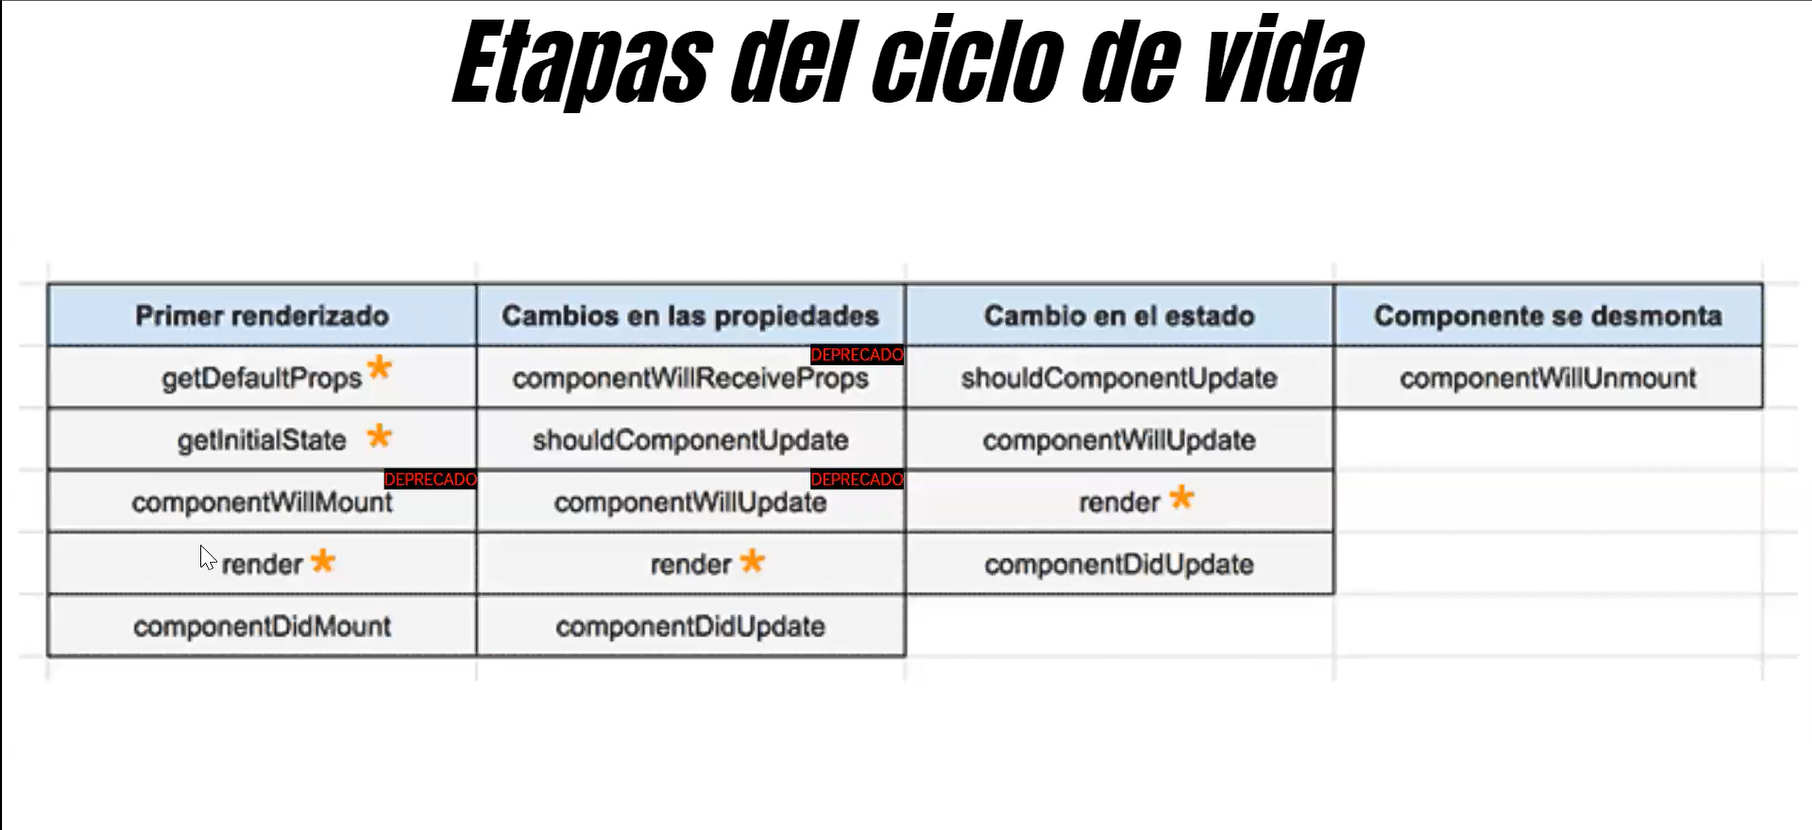 Etapas del ciclo de vida
Primer renderizado Cambios en las propiedades Cambio en el estado Componente se desmonta
DEPRECADO
getDefaultProps * componentWillReceiveProps shouldComponentUpdate componentWillUnmount
getInitialState * shouldComponentUpdate componentWillUpdate
DEPRECADO DEPRECADO
componentWillMount componentWillUpdate render *
render * render * componentDidUpdate
componentDidMount componentDidUpdate